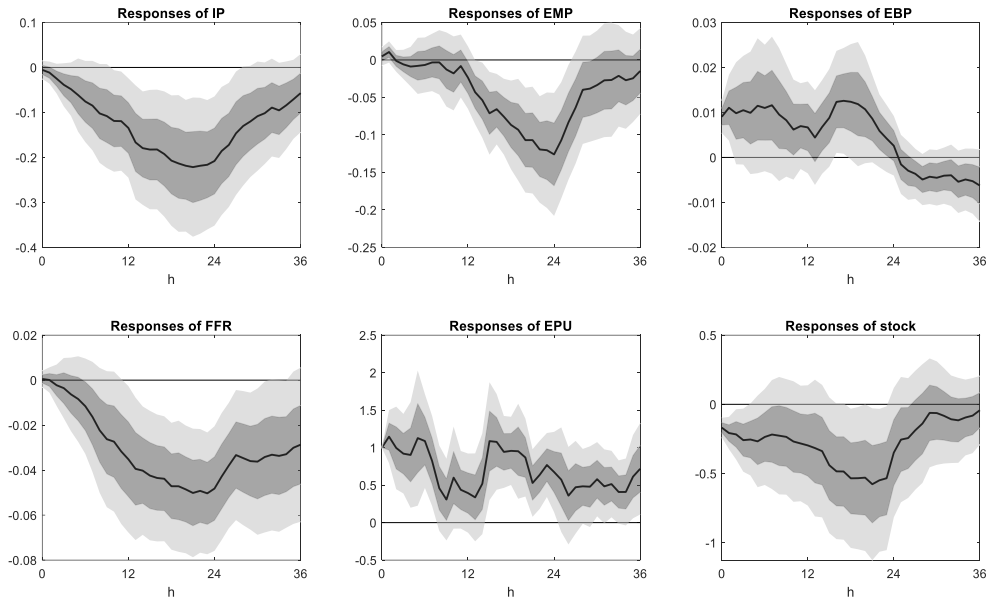 Responses of IP
0.1
0
-0.1
-0.2
-0.3
-0.4
0 12 24 36
h
Responses of EMP
0.05
0
-0.05
-0.1
-0.15
-0.2
-0.25
0 12 24 36
h
Responses of EBP
0.03
0.02
0.01
0
-0.01
-0.02
0 12 24 36
h
Responses of FFR
0.02
0
-0.02
-0.04
-0.06
-0.08
0 12 24 36
h
Responses of EPU
2.5
2
1.5
1
0.5
0
-0.5
0 12 24 36
h
Responses of stock
0.5
0
-0.5
-1
0 12 24 36
h